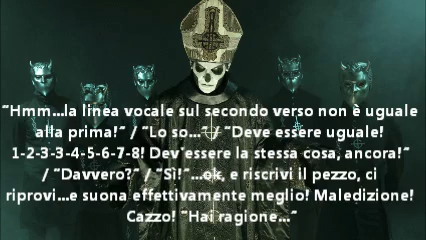 "Hmm...la linea vocale sul secondo verso non è uguale
alla prima!" / "Lo so..." / "Deve essere uguale!
1-2-3-3-4-5-6-7-8! Dev'essere la stessa cosa, ancora!"
/ "Davvero?" / "Sì!"...ok, e riscrivi il pezzo, ci
riprovi...e suona effettivamente meglio! Maledizione!
Cazzo! "Hai ragione..."